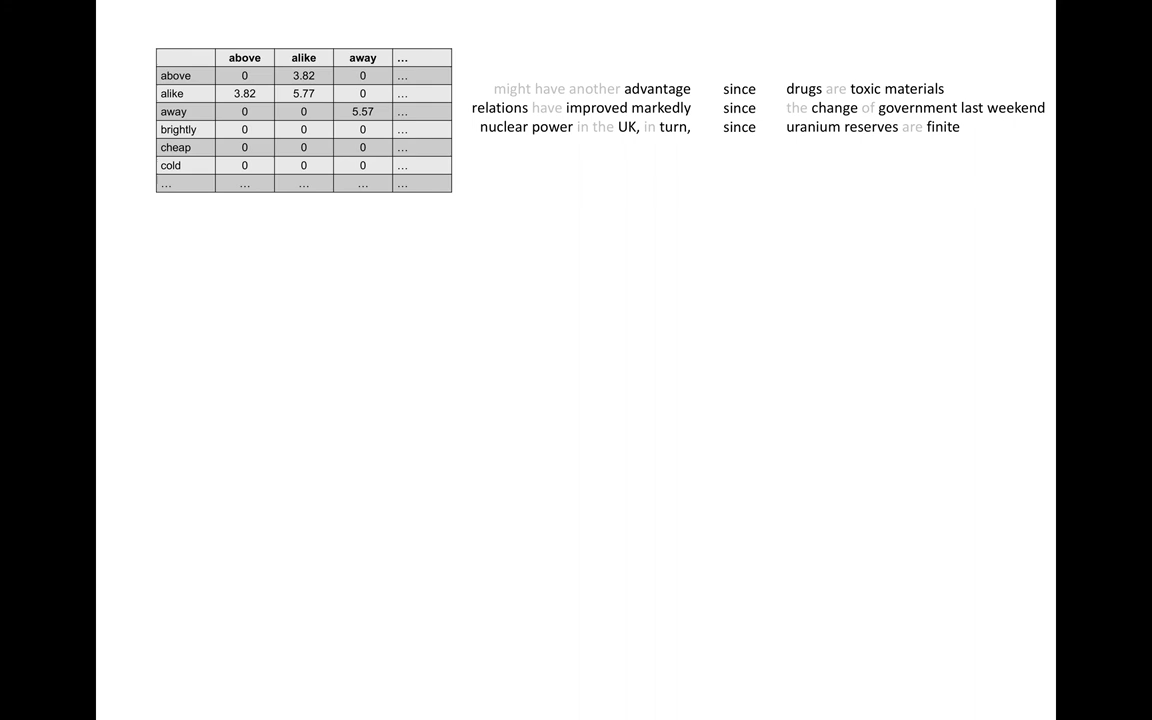 above alike away …
above 0 3.82 0 …
alike 3.82 5.77 0 …
away 0 0 5.57 …
brightly 0 0 0 …
cheap 0 0 0 …
cold 0 0 0 …
… … … … …
might have another advantage since drugs are toxic materials
relations have improved markedly since the change of government last weekend
nuclear power in the UK, in turn, since uranium reserves are finite